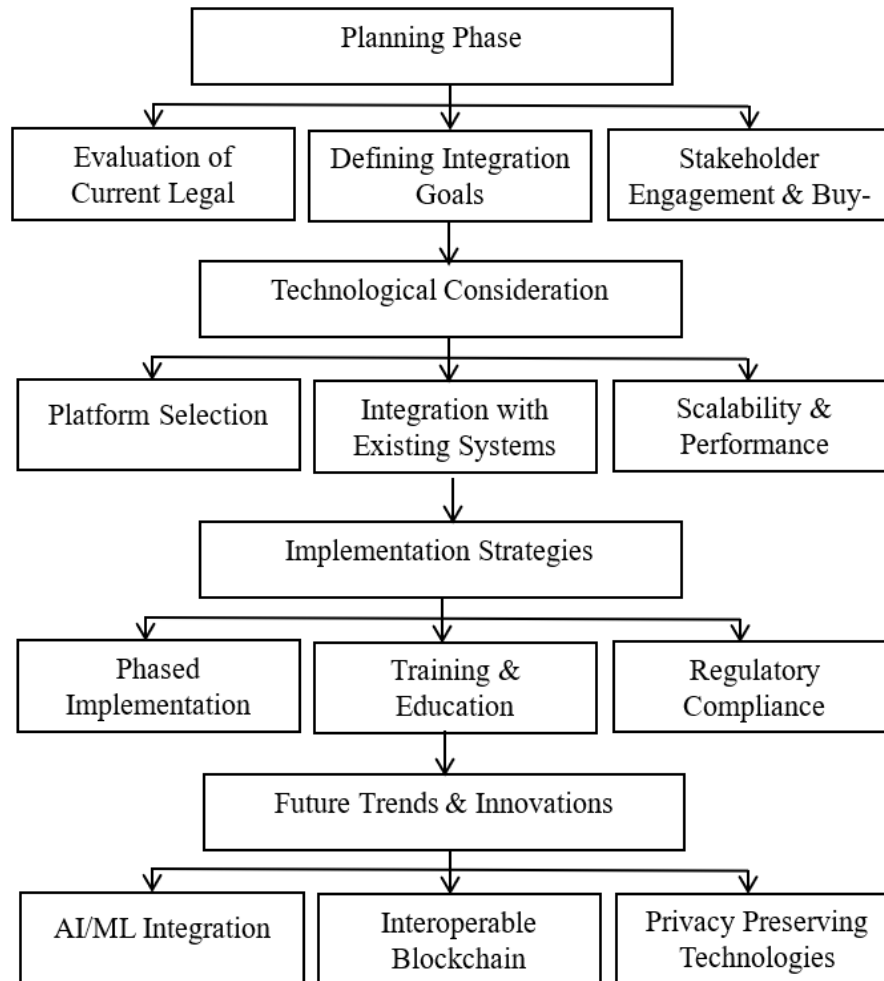 Planning Phase
Evaluation of
Current Legal
Defining Integration
Goals
Stakeholder
Engagement & Buy-
Technological Consideration
Platform Selection
Integration with
Existing Systems
Scalability &
Performance
Implementation Strategies
Phased
Implementation
Training &
Education
Regulatory
Compliance
Future Trends & Innovations
AI/ML Integration
Interoperable
Blockchain
Privacy Preserving
Technologies